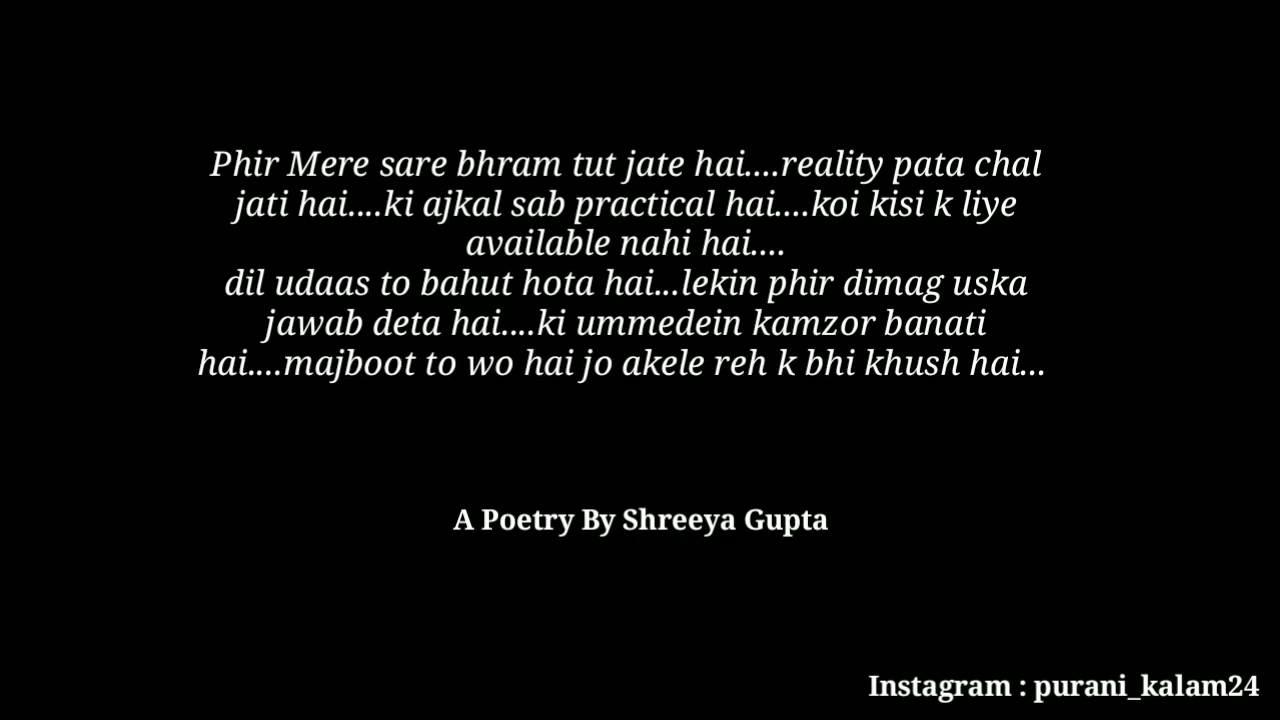 Phir Mere sare bhram tut jate hai....reality pata chal
jati hai....ki ajkal sab practical hai....koi kisi k liye
available nahi hai....
dil udaas to bahut hota hai...lekin phir dimag uska
jawab deta hai....ki ummedein kamzor banati
hai....majboot to wo hai jo akele reh k bhi khush hai...
A Poetry By Shreeya Gupta
Instagram : purani_kalam24